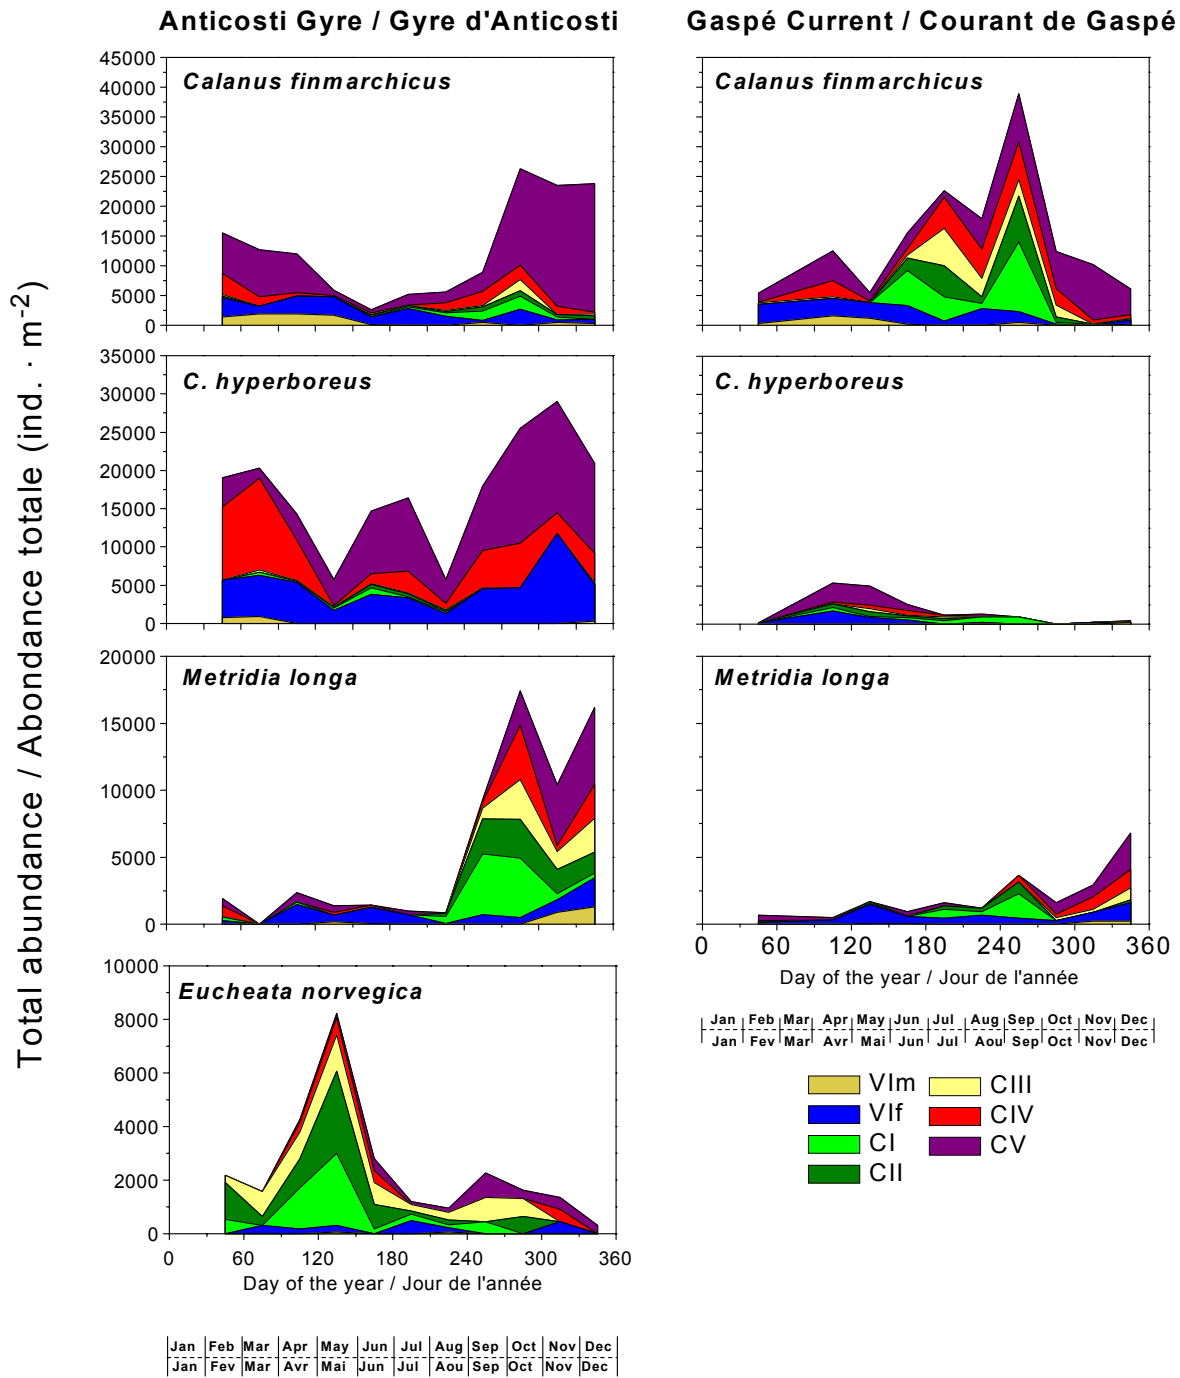 Anticosti Gyre / Gyre d'Anticosti
Gaspé Current / Courant de Gaspé
Total abundance / Abondance totale (ind. · m-2)
Calanus finmarchicus
45000
40000
35000
30000
25000
20000
15000
10000
5000
0
Calanus finmarchicus
C. hyperboreus
35000
30000
25000
20000
15000
10000
5000
0
C. hyperboreus
Metridia longa
20000
15000
10000
5000
0
Metridia longa
0 60 120 180 240 300 360
Day of the year / Jour de l'année
Jan Feb Mar Apr May Jun Jul Aug Sep Oct Nov Dec
Jan Fev Mar Avr Mai Jun Jul Aou Sep Oct Nov Dec
Eucheata norvegica
10000
8000
6000
4000
2000
0
0 60 120 180 240 300 360
Day of the year / Jour de l'année
Jan Feb Mar Apr May Jun Jul Aug Sep Oct Nov Dec
Jan Fev Mar Avr Mai Jun Jul Aou Sep Oct Nov Dec
VIm
VIf
CI
CII
CIII
CIV
CV